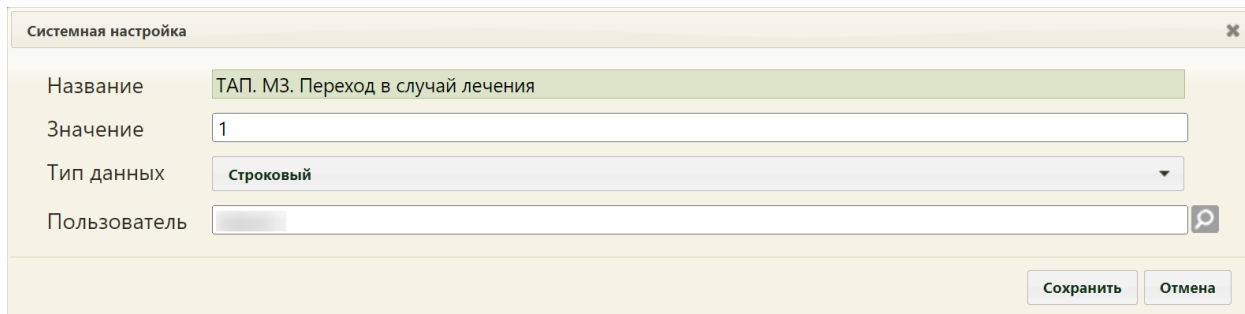 Системная настройка
Название ТАП. МЗ. Переход в случай лечения
Значение 1
Тип данных Строковый
Пользователь
Сохранить Отмена